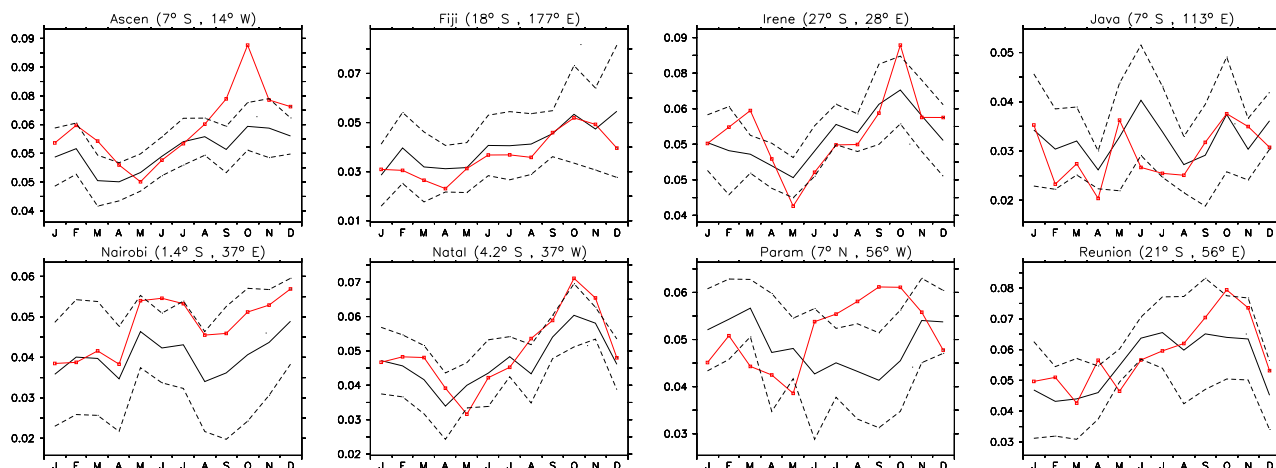 Ascen (7° S , 14° W)
0.09
0.09
0.08
0.06
0.05
0.05
0.04
J F M A M J J A S O N D
Fiji (18° S , 177° E)
0.07
0.05
0.03
0.01
J F M A M J J A S O N D
Irene (27° S , 28° E)
0.09
0.08
0.06
0.05
0.04
J F M A M J J A S O N D
Java (7° S , 113° E)
0.05
0.04
0.03
0.02
J F M A M J J A S O N D
Nairobi (1.4° S , 37° E)
0.06
0.05
0.04
0.03
0.02
J F M A M J J A S O N D
Natal (4.2° S , 37° W)
0.07
0.06
0.05
0.04
0.03
0.02
J F M A M J J A S O N D
Param (7° N , 56° W)
0.06
0.05
0.04
0.03
J F M A M J J A S O N D
Reunion (21° S , 56° E)
0.08
0.07
0.06
0.05
0.04
0.03
J F M A M J J A S O N D